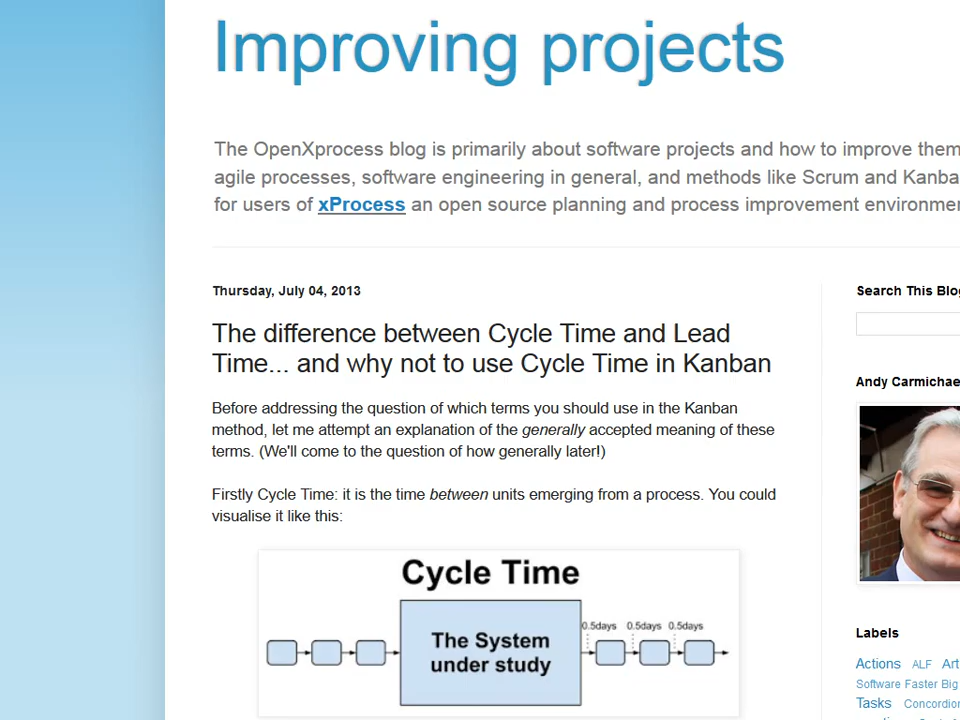 Improving projects
The OpenXprocess blog is primarily about software projects and how to improve them
agile processes, software engineering in general, and methods like Scrum and
for users of xProcess an open source planning and process improvement
Thursday, July 04, 2013
The difference between Cycle Time and Lead
Time... and why not to use Cycle Time in Kanban
Before addressing the question of which terms you should use in the Kanban
method, let me attempt an explanation of the generally accepted meaning of these
terms. (We'll come to the question of how generally later!)
Firstly Cycle Time: it is the time between units emerging from a process. You could
visualise it like this:
Cycle Time
The System
under study
0.5days 0.5days 0.5days
Search This
Andy
Labels
Actions ALF
Software Faster Big
Tasks